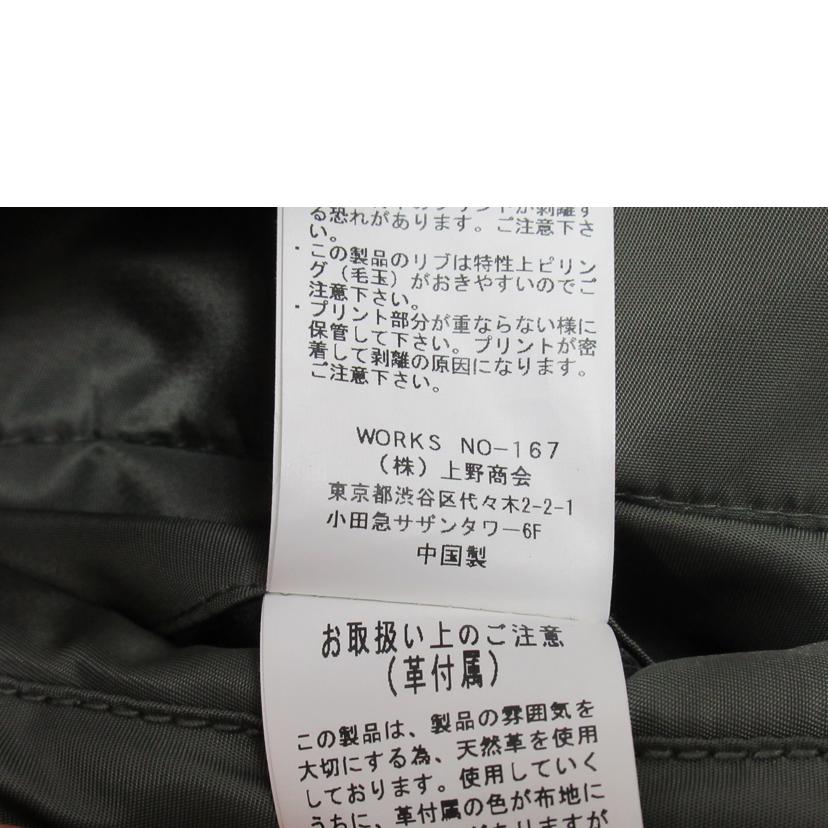 る恐れがあります。ご注意下さ
い。
・この製品のリブは特性上ピリン
グ（毛玉）がおきやすいのでご
注意下さい。
・プリント部分が重ならない様に
保管して下さい。プリントが密
着して剥離の原因になります。
ご注意下さい。
WORKS NO-167
（株）上野商会
東京都渋谷区代々木2-2-1
小田急サザンタワー6F
中国製
お取扱い上のご注意
（革付属）
この製品は、製品の雰囲気を
大切にする為、天然革を使用
しております。使用していく
うちに、革付属の色が布地に